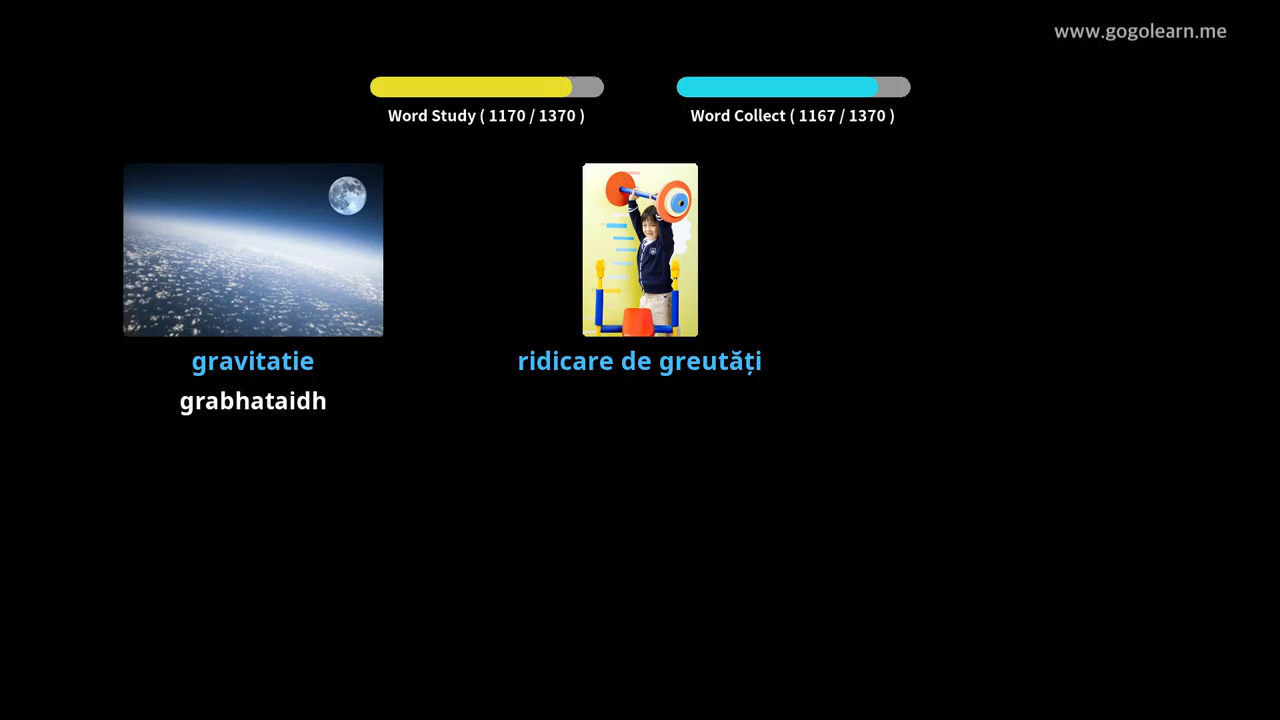 www.gogolearn.me
Word Study ( 1170 / 1370 )
Word Collect ( 1167 / 1370 )
gravitatie
grabhataidh
ridicare de greutăți